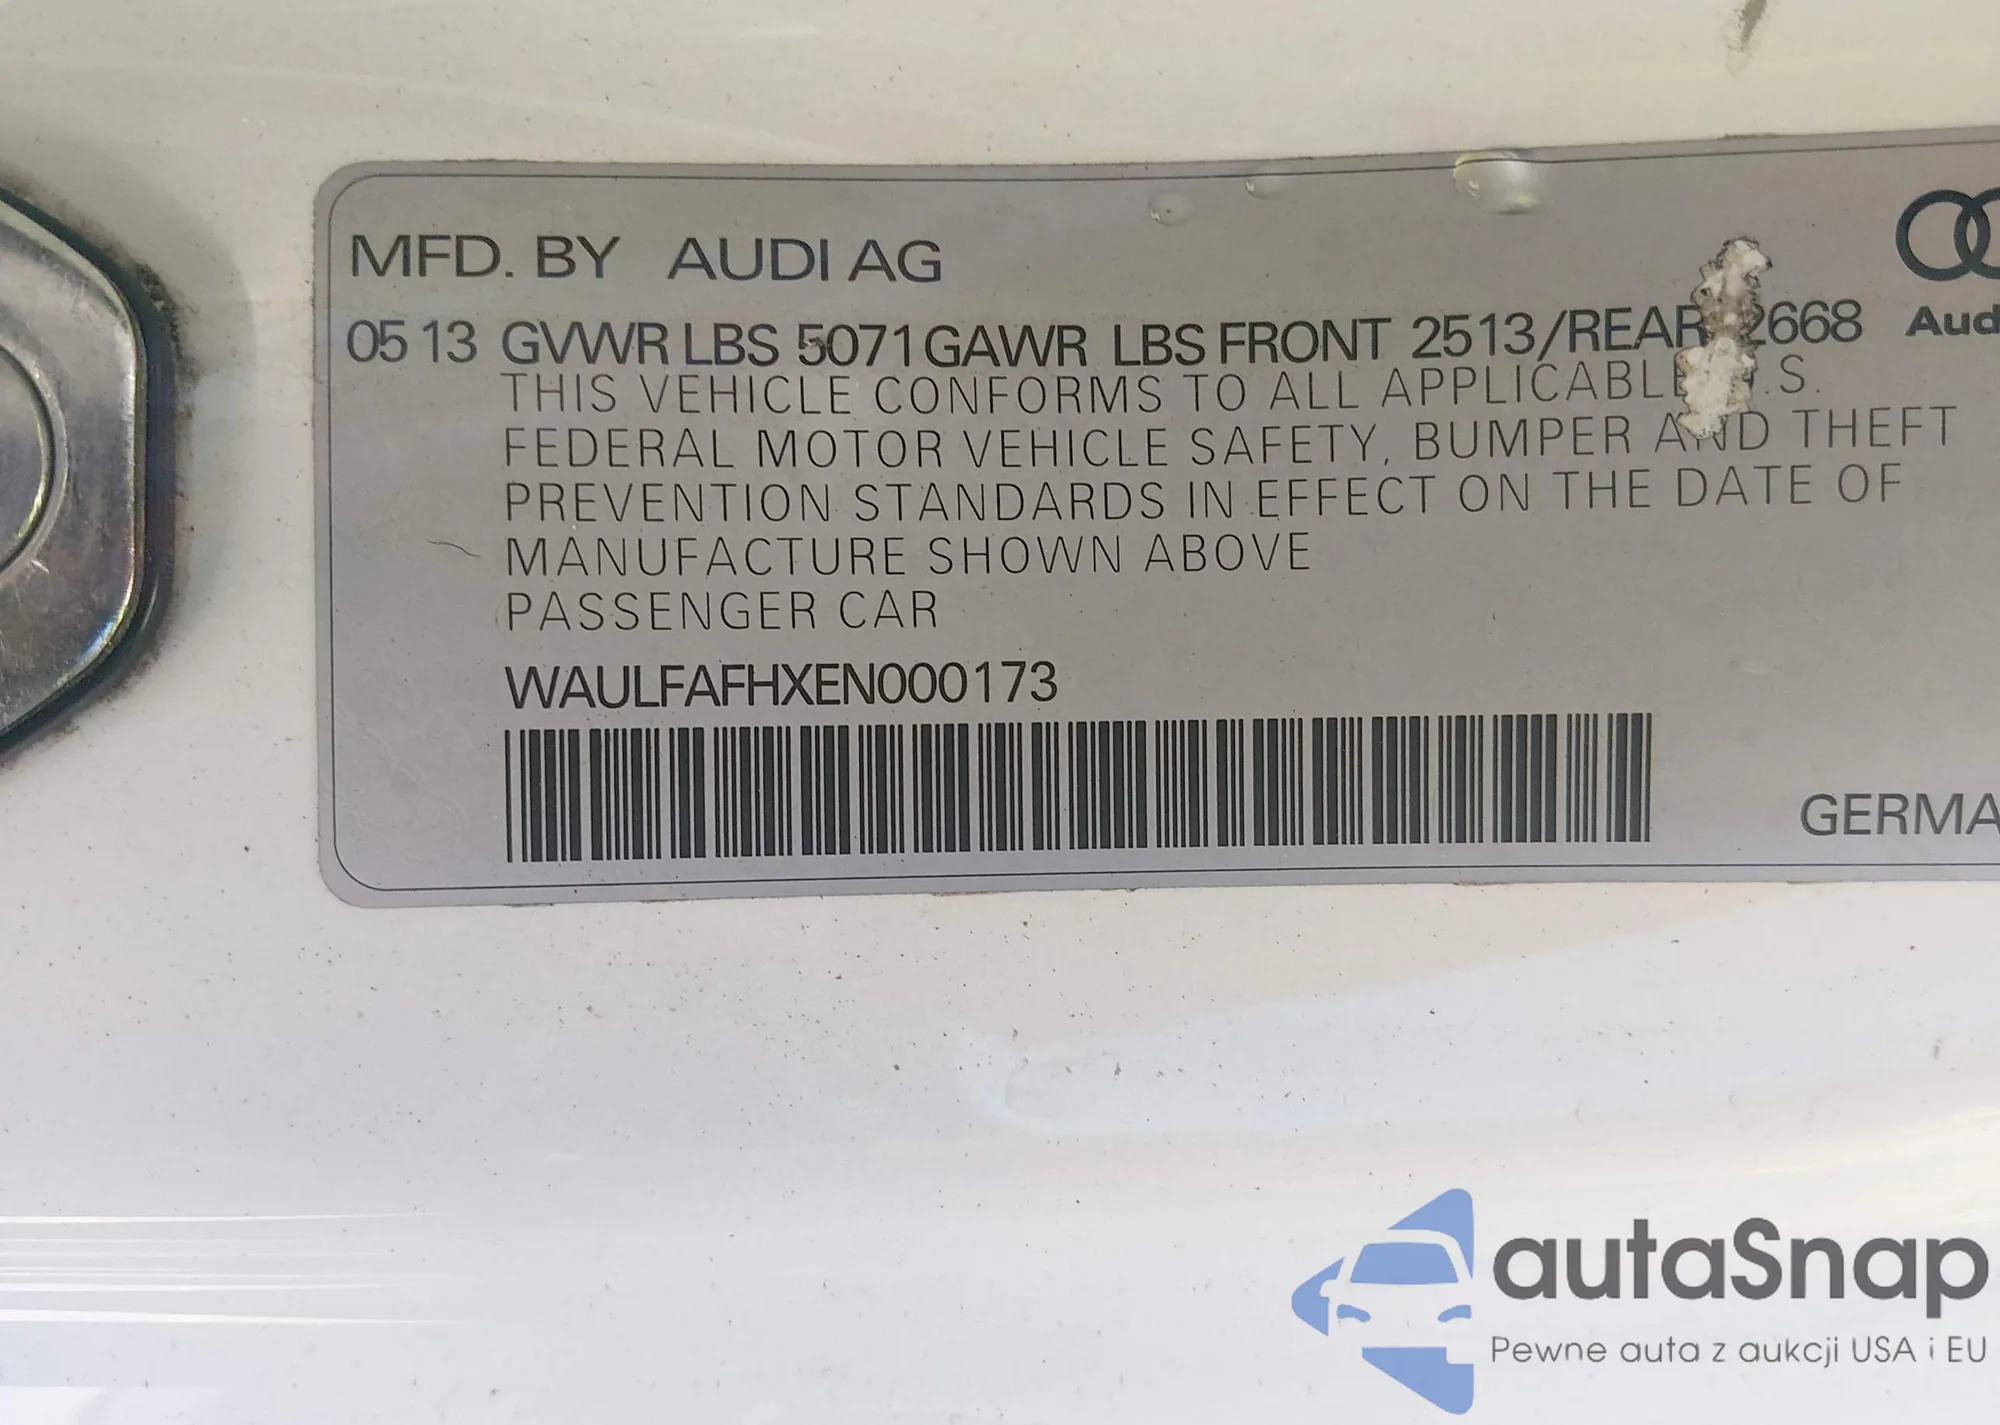 MFD. BY AUDI AG
05 13 GVWR LBS 5071 GAWR LBS FRONT 2513/REAR 2668
Aud
THIS VEHICLE CONFORMS TO ALL APPLICABLE .S.
FEDERAL MOTOR VEHICLE SAFETY, BUMPER AND THEFT
PREVENTION STANDARDS IN EFFECT ON THE DATE OF
MANUFACTURE SHOWN ABOVE
PASSENGER CAR
WAULFAFHXEN000173
GERMA
autaSnap
Pewne auta z aukcji USA i EU